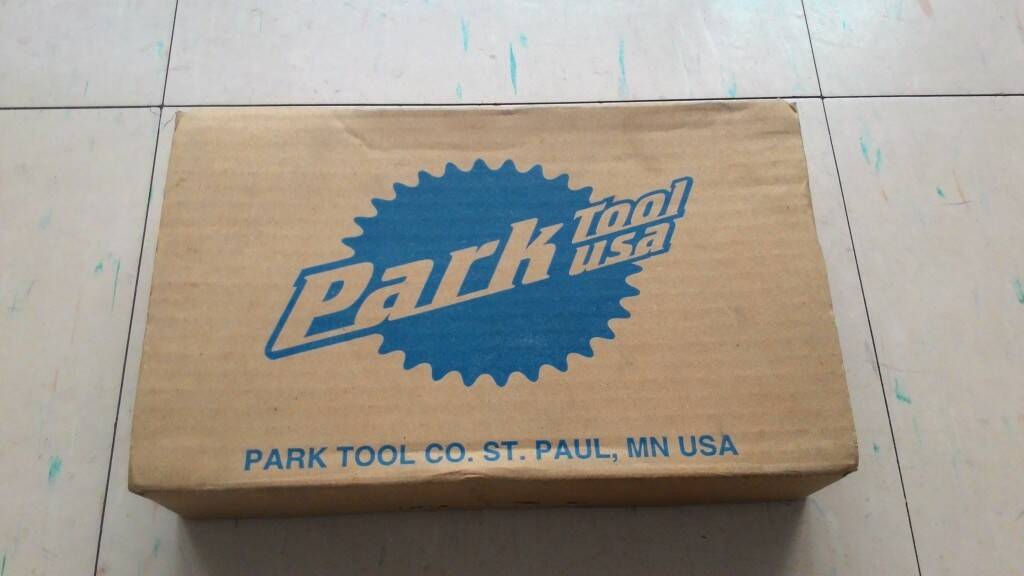 Park Tool
USA
PARK TOOL CO. ST. PAUL, MN USA